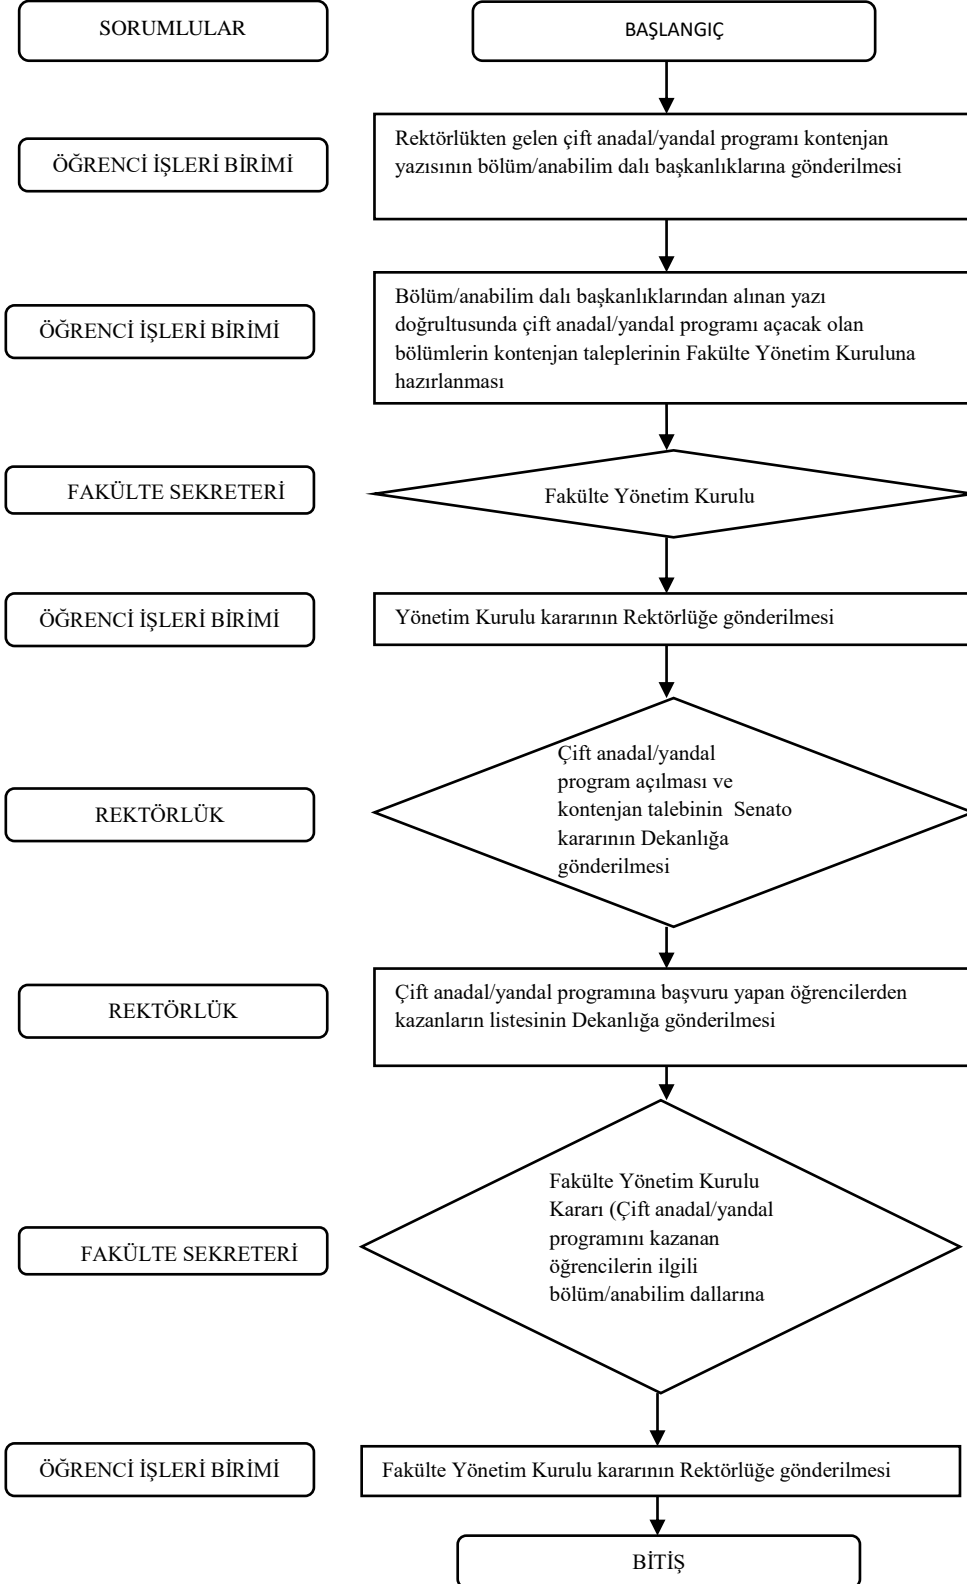 SORUMLULAR
BAŞLANGIÇ
ÖĞRENCİ İŞLERİ BİRİMİ
Rektörlükten gelen çift anadal/yandal programı kontenjan
yazısının bölüm/anabilim dalı başkanlıklarına gönderilmesi
ÖĞRENCİ İŞLERİ BİRİMİ
Bölüm/anabilim dalı başkanlıklarından alınan yazı
doğrultusunda çift anadal/yandal programı açacak olan
bölümlerin kontenjan taleplerinin Fakülte Yönetim Kuruluna
hazırlanması
FAKÜLTE SEKRETERİ
Fakülte Yönetim Kurulu
ÖĞRENCİ İŞLERİ BİRİMİ
Yönetim Kurulu kararının Rektörlüğe gönderilmesi
REKTÖRLÜK
Çift anadal/yandal
program açılması ve
kontenjan talebinin  Senato
kararının Dekanlığa
gönderilmesi
REKTÖRLÜK
Çift anadal/yandal programına başvuru yapan öğrencilerden
kazanların listesinin Dekanlığa gönderilmesi
FAKÜLTE SEKRETERİ
Fakülte Yönetim Kurulu
Kararı (Çift anadal/yandal
programını kazanan
öğrencilerin ilgili
bölüm/anabilim dallarına
ÖĞRENCİ İŞLERİ BİRİMİ
Fakülte Yönetim Kurulu kararının Rektörlüğe gönderilmesi
BİTİŞ